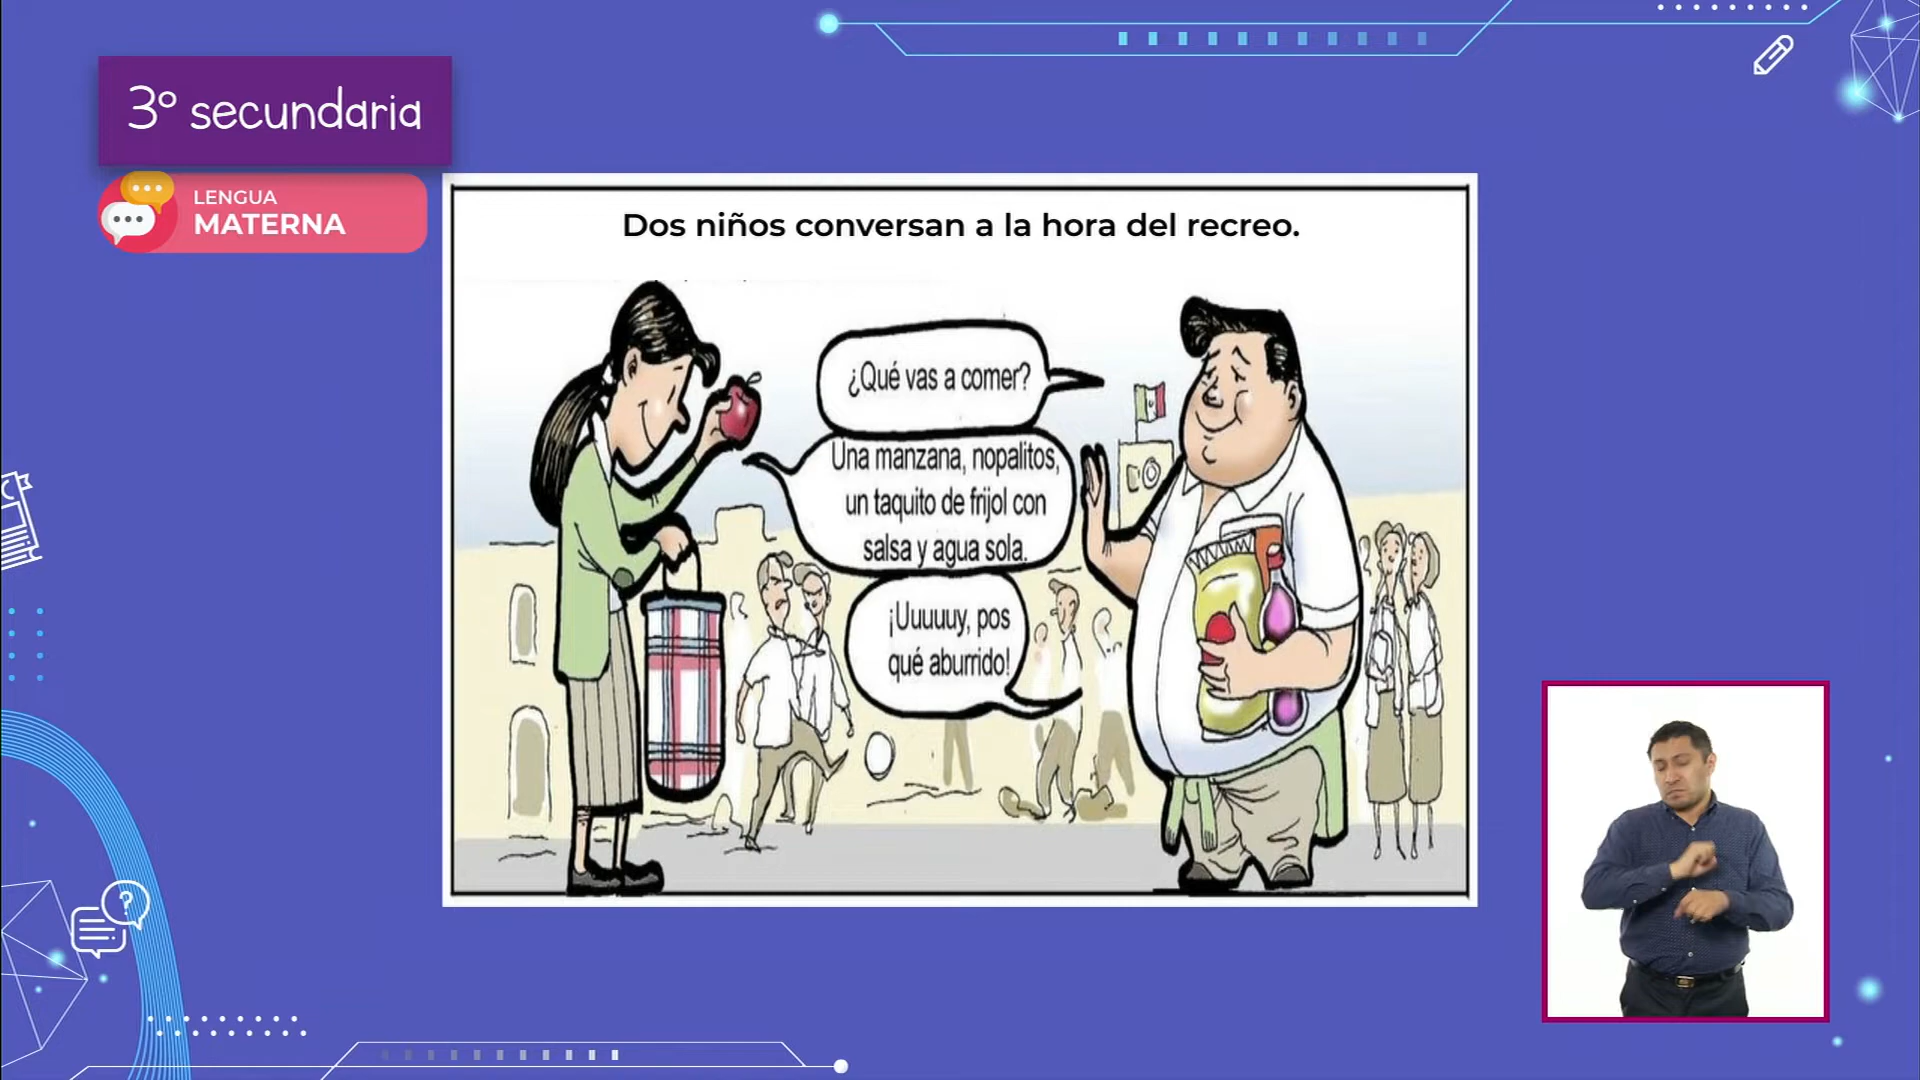 3° secundaria
LENGUA
MATERNA
Dos niños conversan a la hora del recreo.
¿Qué vas a comer?
Una manzana, nopalitos,
un taquito de frijol con
salsa y agua sola.
¡Uuuuuy, pos
qué aburrido!